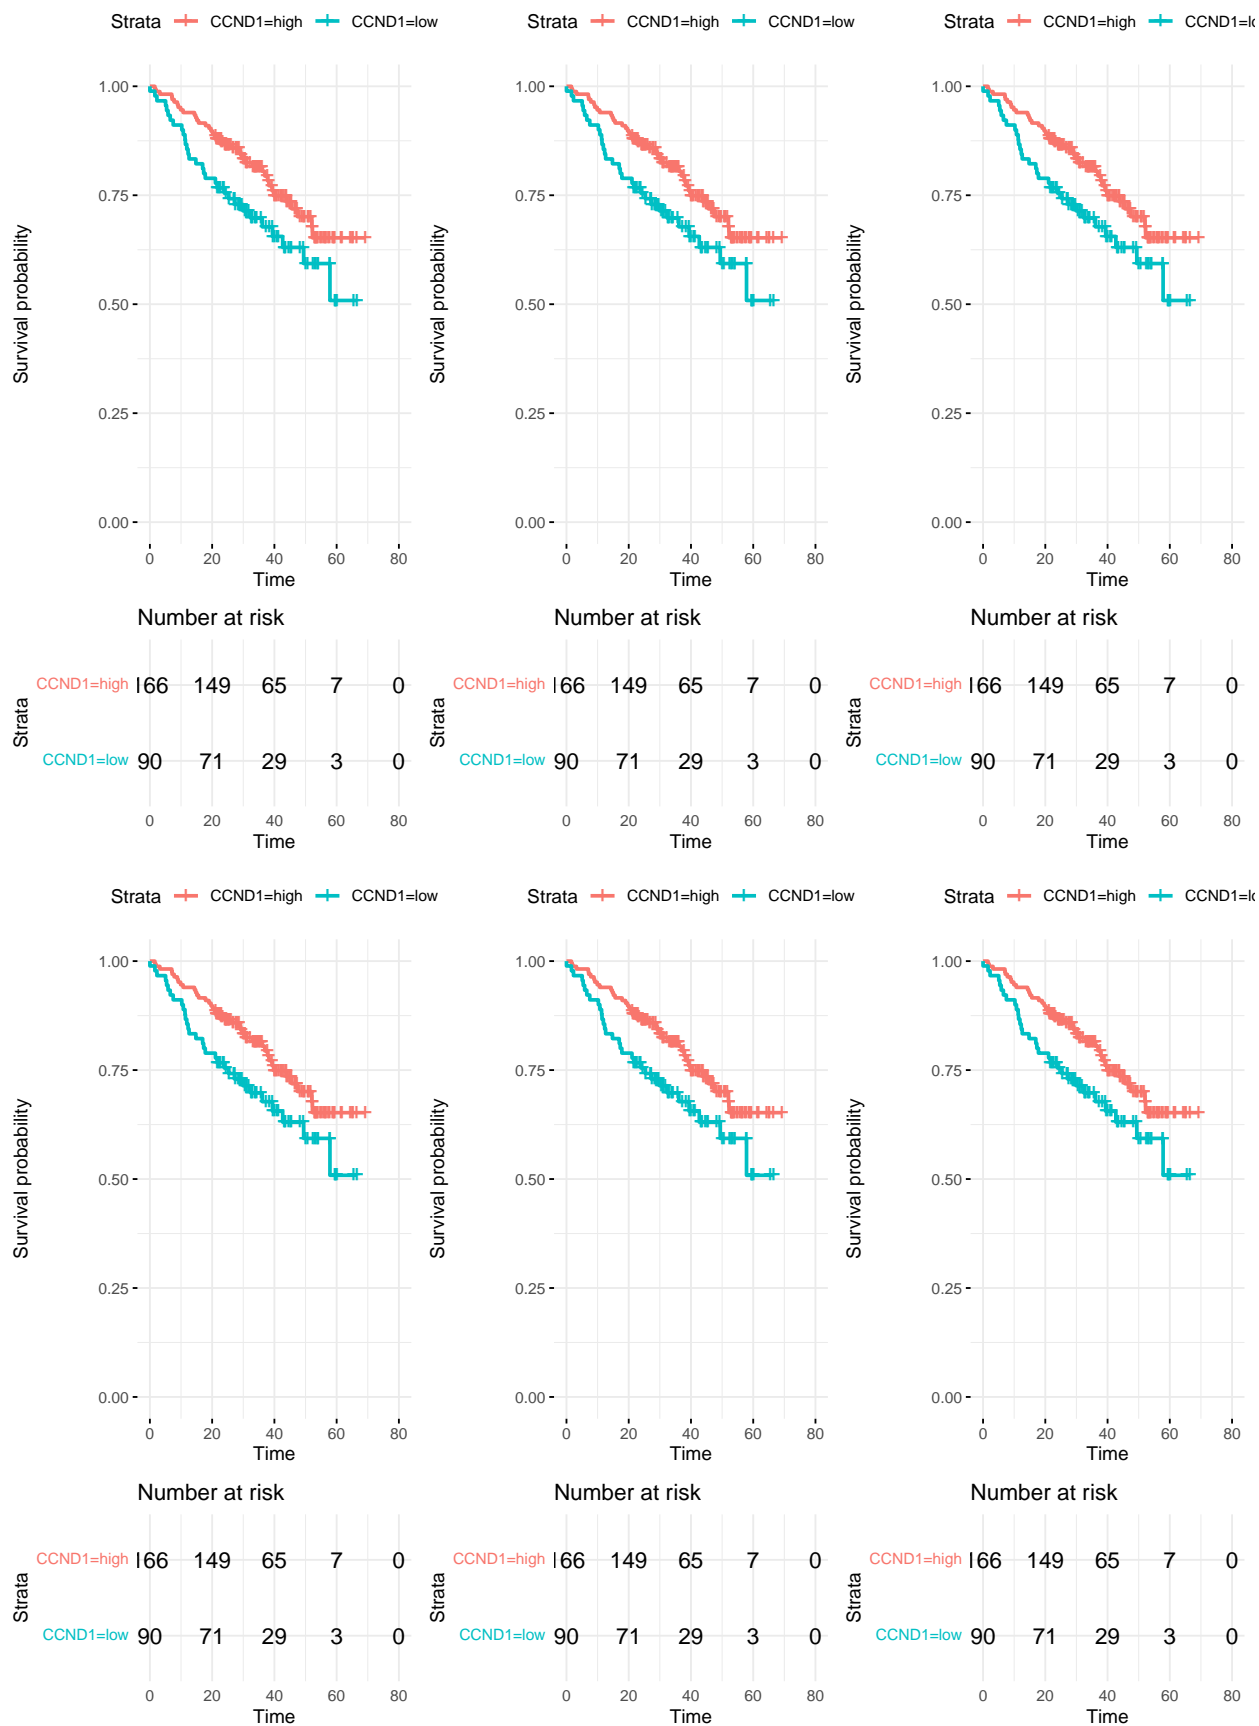 Strata CCND1=high CCND1=low Strata CCND1=high CCND1=low Strata CCND1=high CCND1=l
1.00 1.00 1.00
0.75 0.75 0.75
0.50 0.50 0.50
0.25 0.25 0.25
0.00 0.00 0.00
Survival probability Survival probability Survival probability
0 20 40 60 80 0 20 40 60 80 0 20 40 60 80
Time Time Time
Number at risk Number at risk Number at risk
CCND1=high 166 149 65 7 0 CCND1=high 166 149 65 7 0 CCND1=high 166 149 65 7 0
Strata Strata Strata
CCND1=low 90 71 29 3 0 CCND1=low 90 71 29 3 0 CCND1=low 90 71 29 3 0
0 20 40 60 80 0 20 40 60 80 0 20 40 60 80
Time Time Time
Strata CCND1=high CCND1=low Strata CCND1=high CCND1=low Strata CCND1=high CCND1=l
1.00 1.00 1.00
0.75 0.75 0.75
0.50 0.50 0.50
0.25 0.25 0.25
0.00 0.00 0.00
Survival probability Survival probability Survival probability
0 20 40 60 80 0 20 40 60 80 0 20 40 60 80
Time Time Time
Number at risk Number at risk Number at risk
CCND1=high 166 149 65 7 0 CCND1=high 166 149 65 7 0 CCND1=high 166 149 65 7 0
Strata Strata Strata
CCND1=low 90 71 29 3 0 CCND1=low 90 71 29 3 0 CCND1=low 90 71 29 3 0
0 20 40 60 80 0 20 40 60 80 0 20 40 60 80
Time Time Time